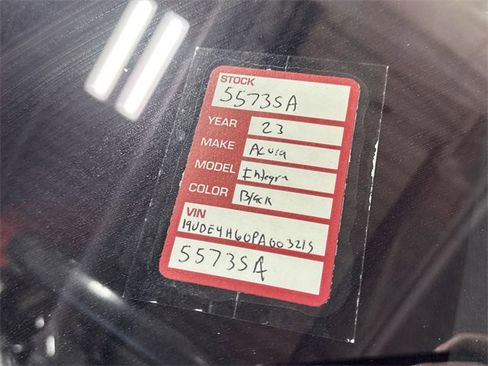 STOCK
5573SA
YEAR 23
MAKE Acura
MODEL Integra
COLOR Black
VIN
19UDE4H60PA003215
5573SA